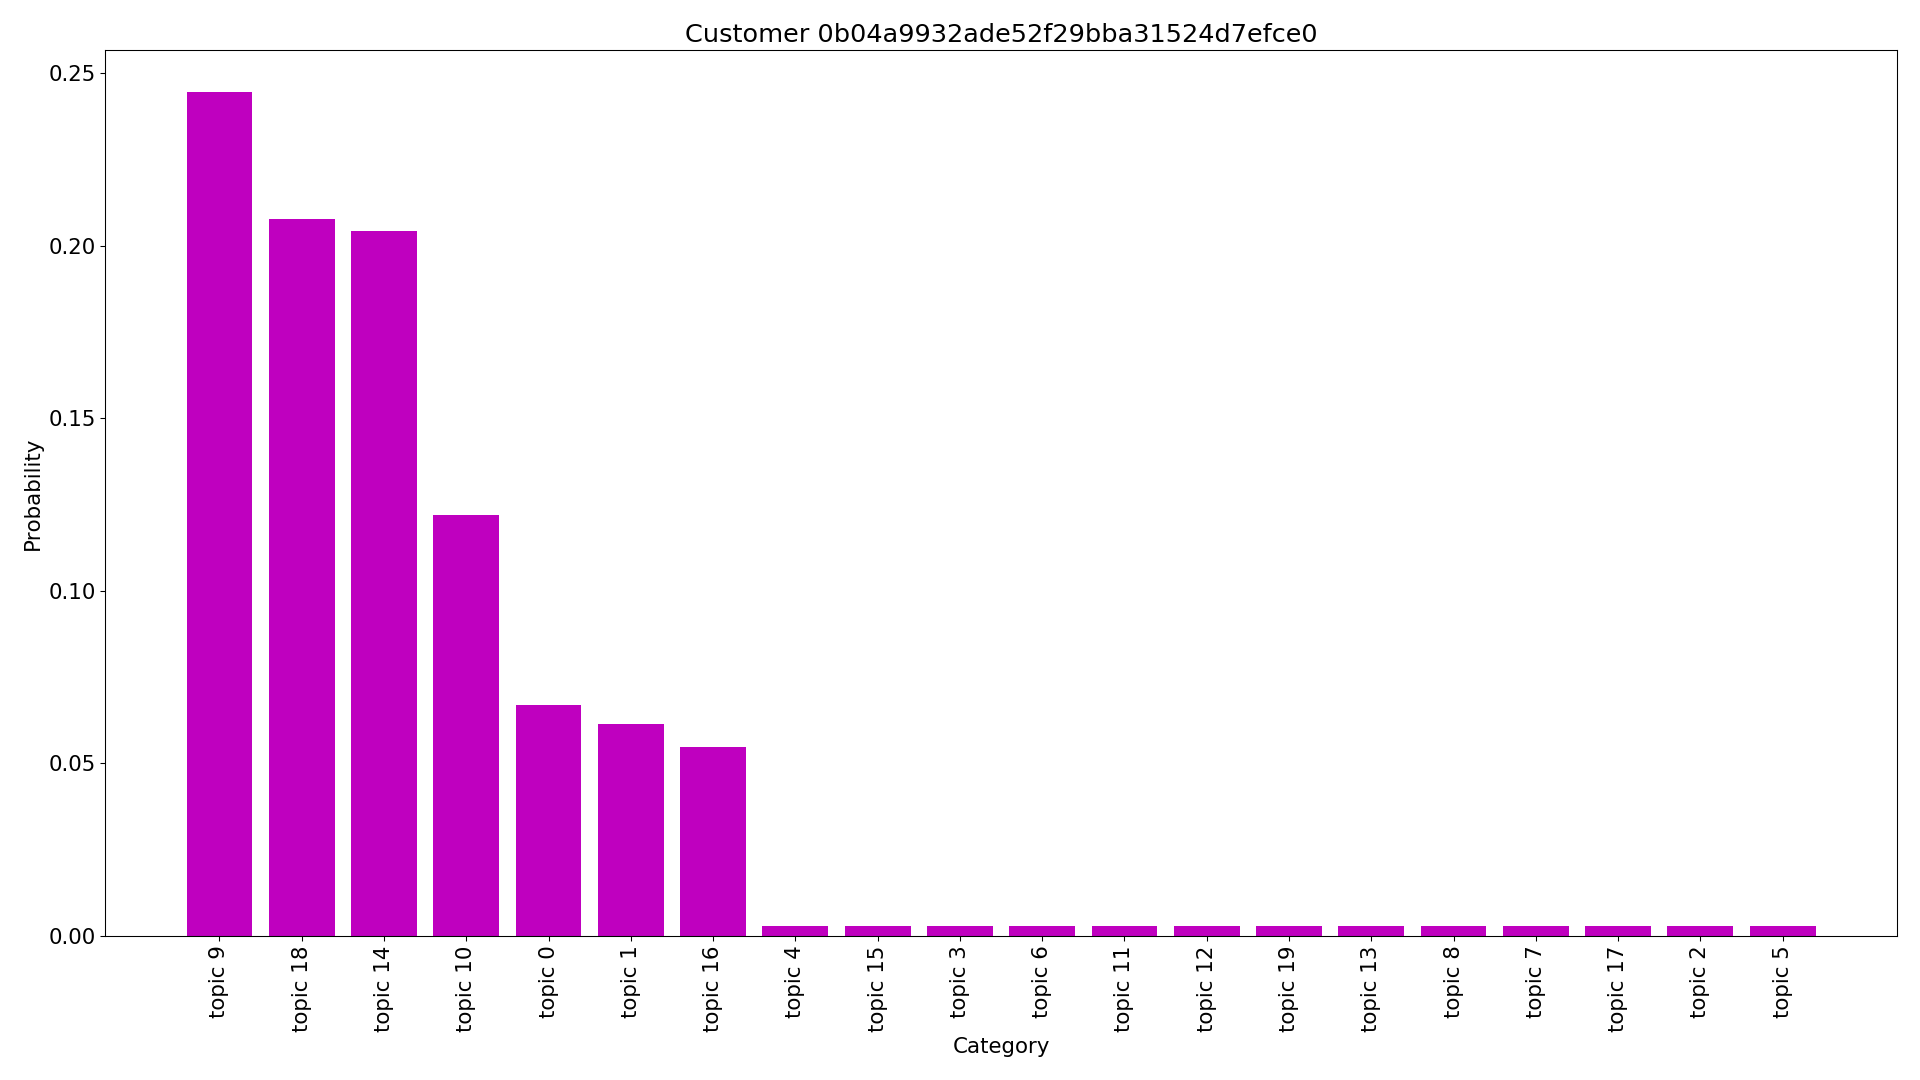 Customer 0b04a9932ade52f29bba31524d7efce0
0.25
0.20
0.15
0.10
0.05
0.00
Probability
topic 9
topic 18
topic 14
topic 10
topic 0
topic 1
topic 16
topic 4
topic 15
topic 3
topic 6
topic 11
topic 12
topic 19
topic 13
topic 8
topic 7
topic 17
topic 2
topic 5
Category